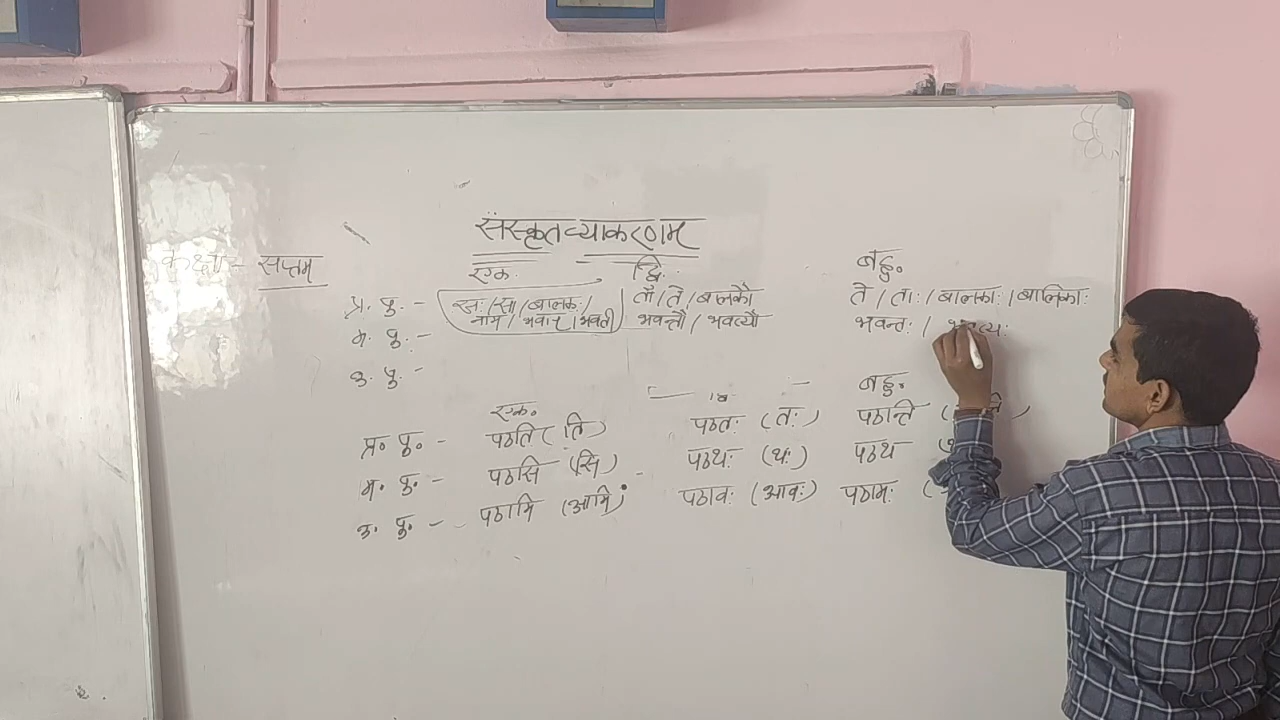 संस्कृतव्याकरणम्
कक्षा - सप्तम
एक. द्वि. बहु.
प्र. पु. - सः/सा/बालकः/ तौ/ते/बालकौ ते/ताः/बालकाः/बालिकाः
नाम/भवान्/भवती भवन्तौ/भवत्यौ भवन्तः/भवत्यः
म. पु. -
उ. पु. -
एक. द्वि बहु.
प्र. पु. - पठति (ति) पठतः (तः) पठन्ति (
म. पु. - पठसि (सि) पठथः (थः) पठथ (
उ. पु. - पठामि (आमि) पठावः (आवः) पठामः (